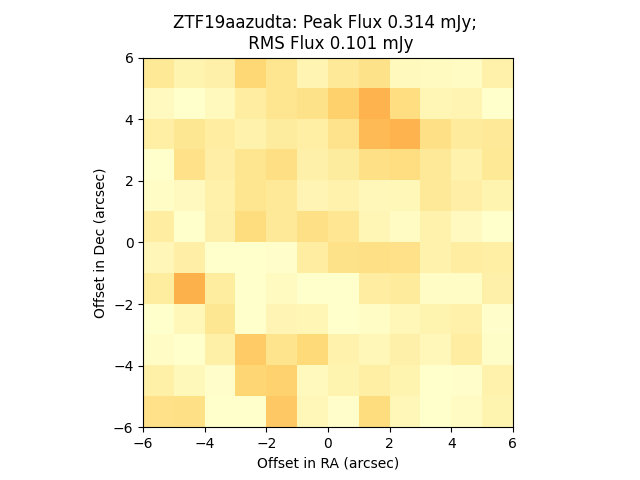 ZTF19aazudta: Peak Flux 0.314 mJy;
RMS Flux 0.101 mJy
6
4
2
0
−2
−4
−6
Offset in Dec (arcsec)
−6 −4 −2 0 2 4 6
Offset in RA (arcsec)